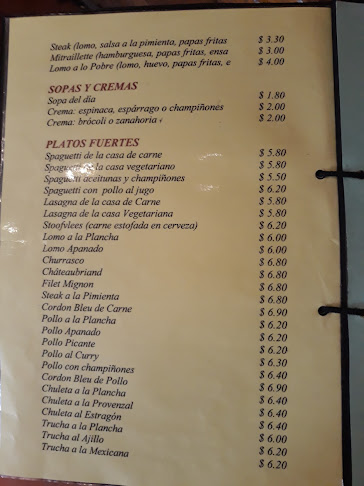 Steak (lomo, salsa a la pimienta, papas fritas $ 3.30
Mitraillette (hamburguesa, papas fritas, ensa $ 3.00
Lomo a lo Pobre (lomo, huevo, papas fritas, e $ 4.00
SOPAS Y CREMAS
Sopa del día $ 1.80
Crema: espinaca, espárrago o champiñones $ 2.00
Crema: brócoli o zanahoria $ 2.00
PLATOS FUERTES
Spaguetti de la casa de carne $ 5.80
Spaguetti de la casa vegetariano $ 5.80
Spaguetti aceitunas y champiñones $ 5.50
Spaguetti con pollo al jugo $ 6.20
Lasagna de la casa de Carne $ 5.80
Lasagna de la casa Vegetariana $ 5.80
Stoofvlees (carne estofada en cerveza) $ 6.20
Lomo a la Plancha $ 6.00
Lomo Apanado $ 6.00
Churrasco $ 6.80
Châteaubriand $ 6.80
Filet Mignon $ 6.80
Steak a la Pimienta $ 6.80
Cordon Bleu de Carne $ 6.90
Pollo a la Plancha $ 6.20
Pollo Apanado $ 6.20
Pollo Picante $ 6.20
Pollo al Curry $ 6.30
Pollo con champiñones $ 6.40
Cordon Bleu de Pollo $ 6.90
Chuleta a la Plancha $ 6.40
Chuleta a la Provenzal $ 6.40
Chuleta al Estragón $ 6.40
Trucha a la Plancha $ 6.00
Trucha al Ajillo $ 6.20
Trucha a la Mexicana $ 6.20